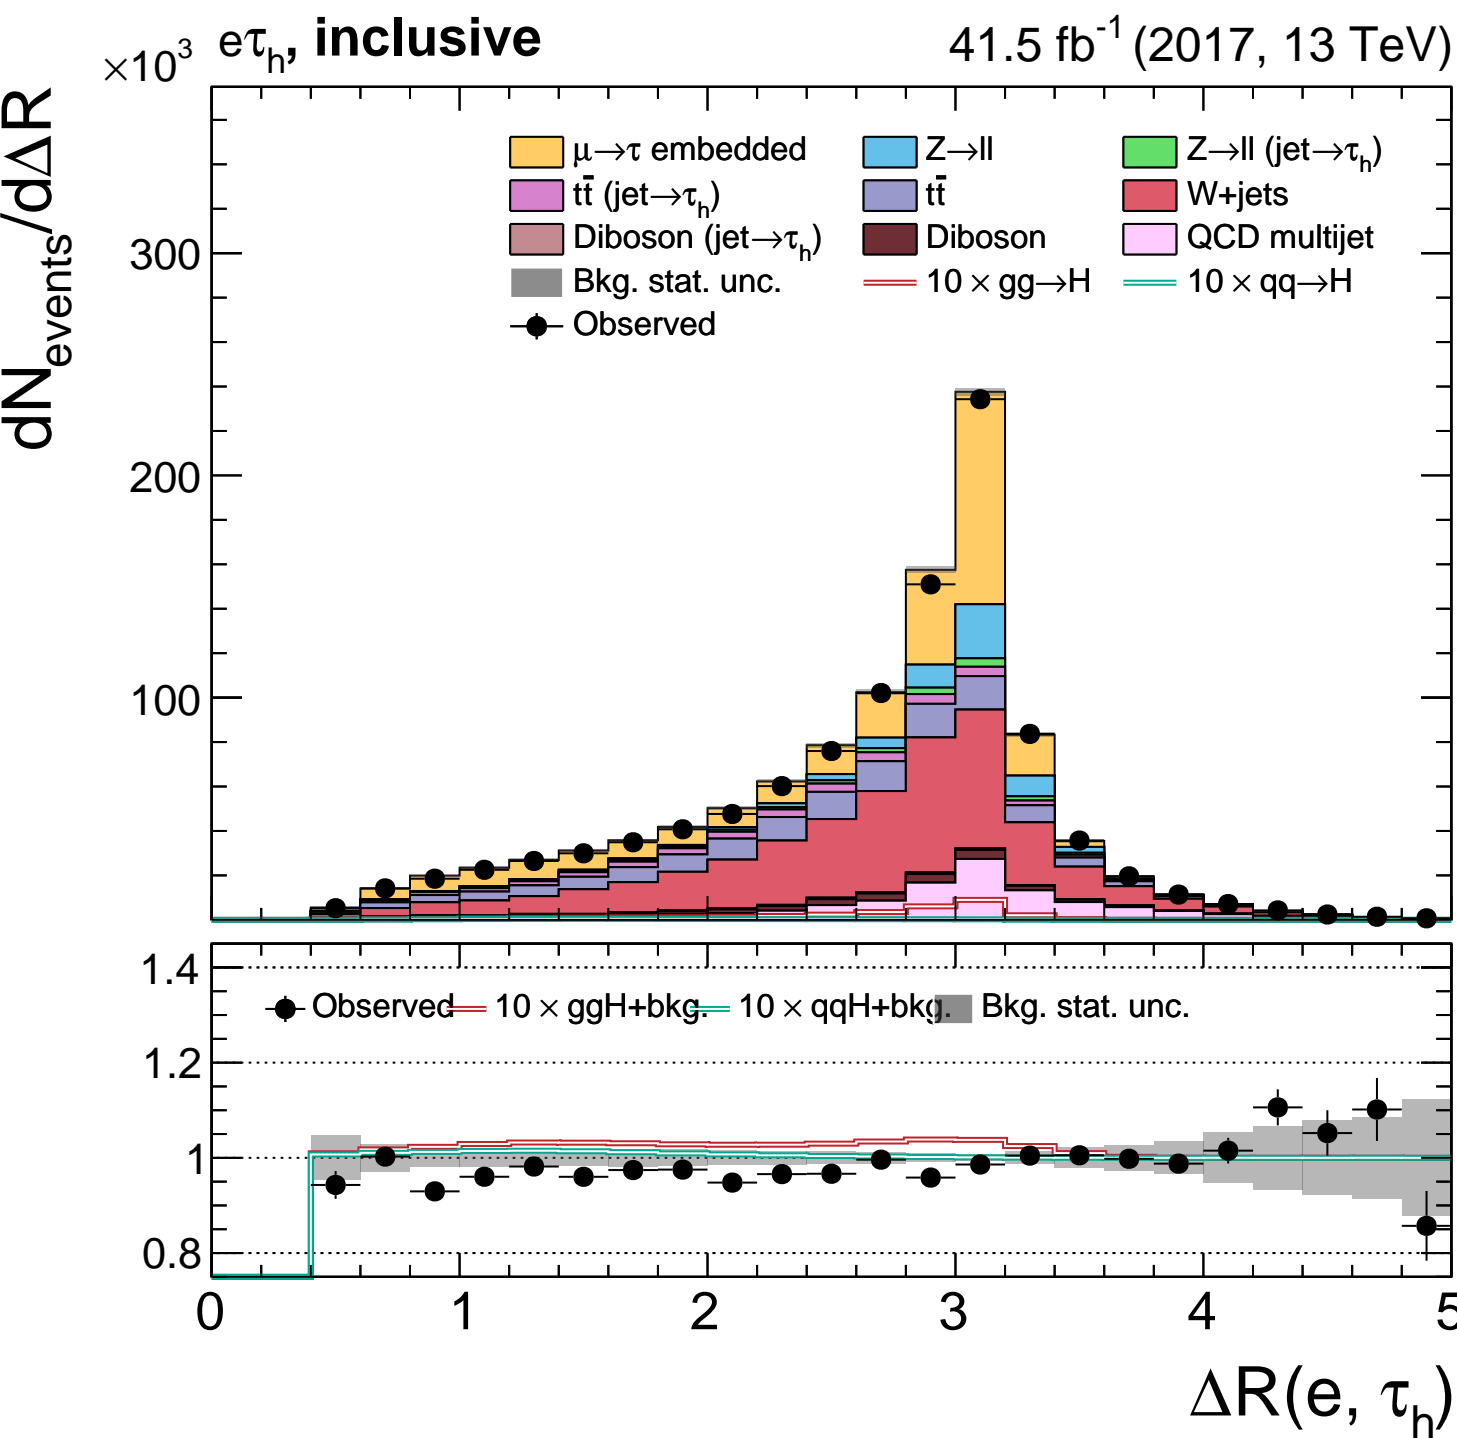 ×10³ eτₕ, inclusive 41.5 fb⁻¹ (2017, 13 TeV)
dN_events/dΔR
μ→τ embedded Z→ll Z→ll (jet→τₕ)
tt̄ (jet→τₕ) tt̄ W+jets
Diboson (jet→τₕ) Diboson QCD multijet
Bkg. stat. unc. 10 × gg→H 10 × qq→H
Observed
300
200
100
1.4
Observed 10 × ggH+bkg. 10 × qqH+bkg. Bkg. stat. unc.
1.2
1
0.8
0 1 2 3 4 5
ΔR(e, τₕ)